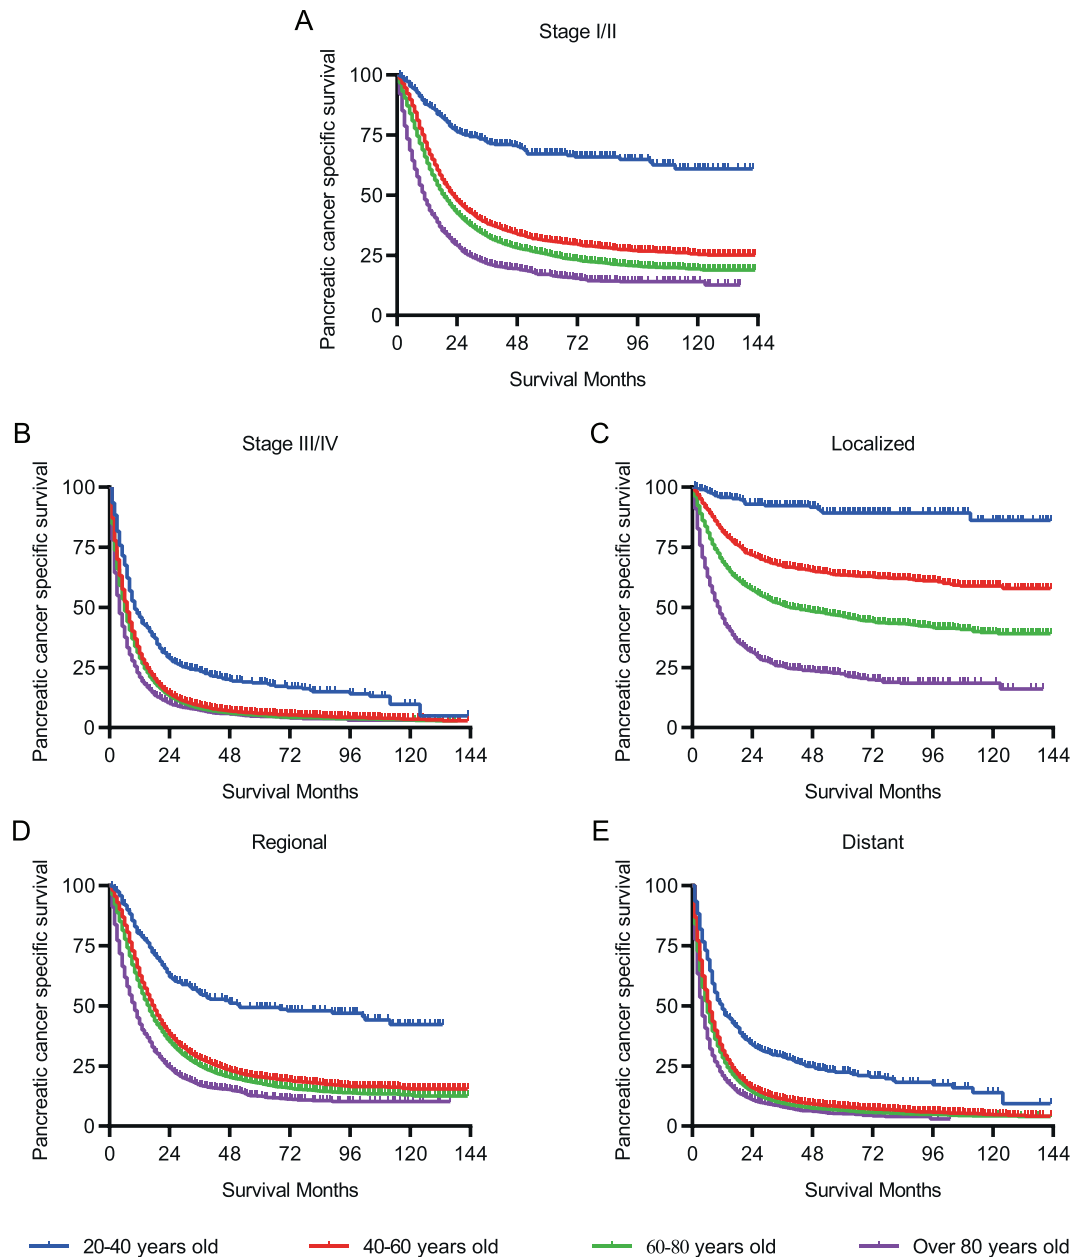 A
Stage I/II
Pancreatic cancer specific survival
100
75
50
25
0
0 24 48 72 96 120 144
Survival Months
B
Stage III/IV
Pancreatic cancer specific survival
100
75
50
25
0
0 24 48 72 96 120 144
Survival Months
C
Localized
Pancreatic cancer specific survival
100
75
50
25
0
0 24 48 72 96 120 144
Survival Months
D
Regional
Pancreatic cancer specific survival
100
75
50
25
0
0 24 48 72 96 120 144
Survival Months
E
Distant
Pancreatic cancer specific survival
100
75
50
25
0
0 24 48 72 96 120 144
Survival Months
20-40 years old 40-60 years old 60-80 years old Over 80 years old